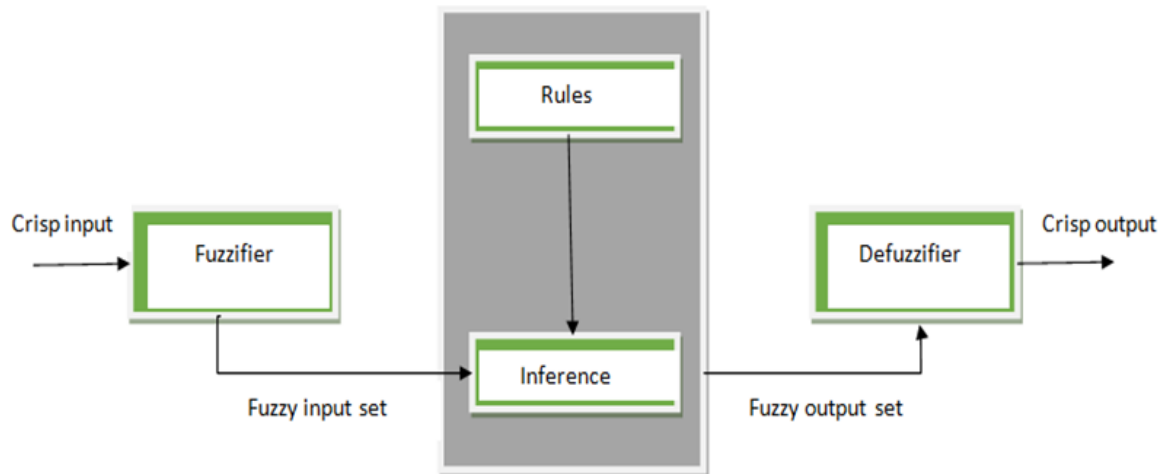 Rules
Crisp input
Fuzzifier
Defuzzifier
Crisp output
Inference
Fuzzy input set
Fuzzy output set